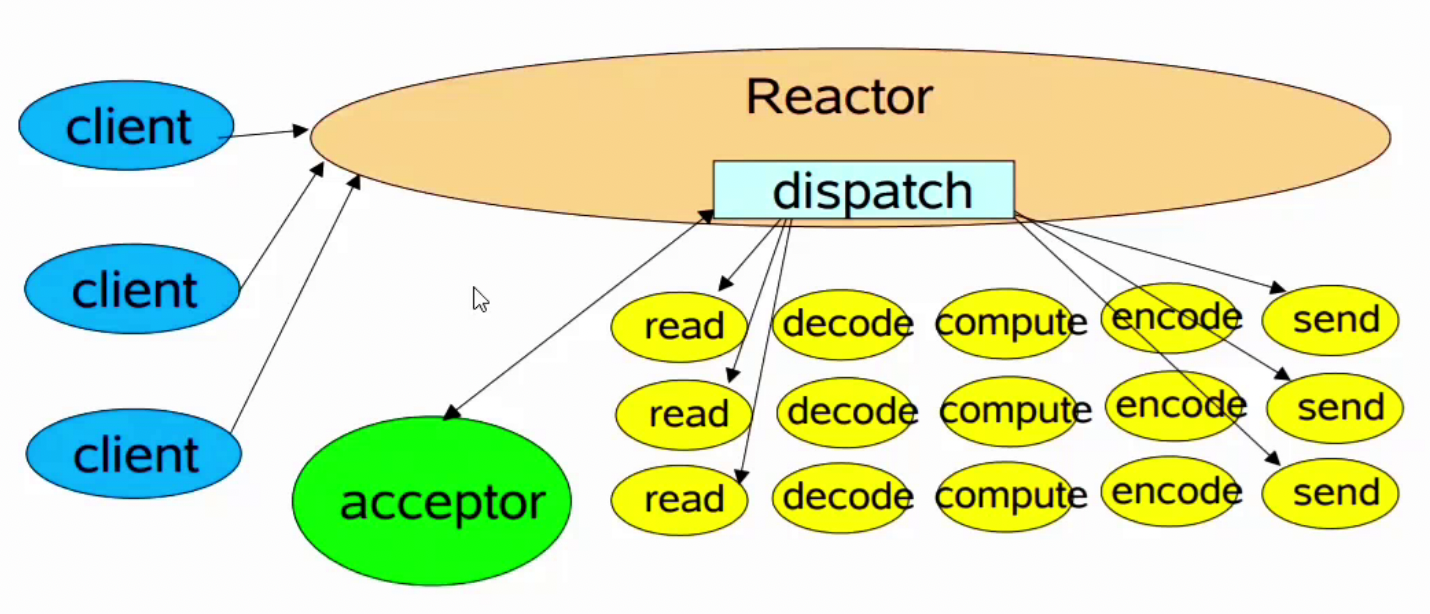 Reactor
client
dispatch
client
read decode compute encode send
read decode compute encode send
client
acceptor
read decode compute encode send